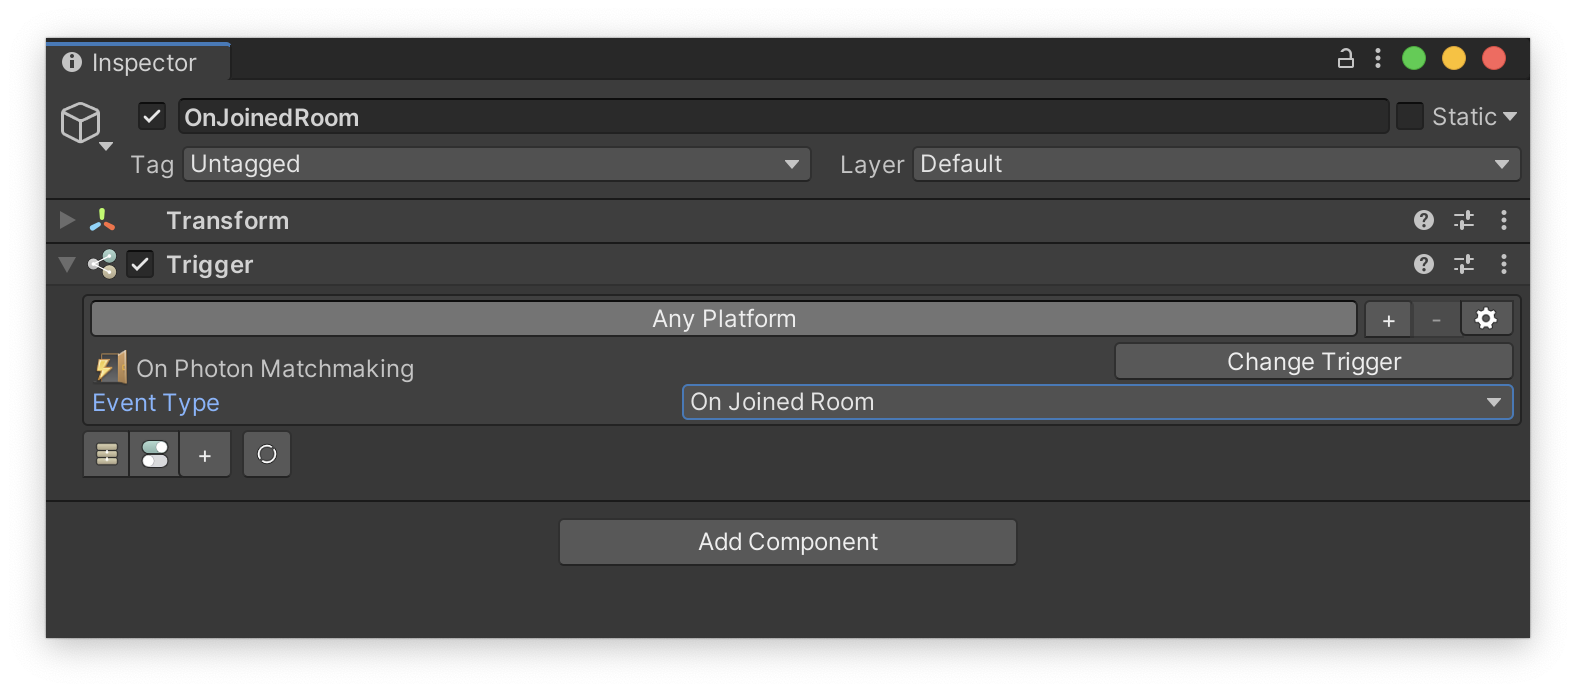 Inspector
OnJoinedRoom
Static
Tag Untagged Layer Default
Transform
Trigger
Any Platform + -
On Photon Matchmaking Change Trigger
Event Type On Joined Room
+
Add Component